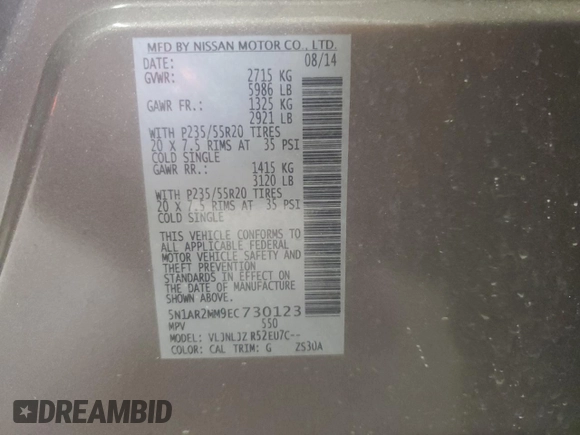 MFD BY NISSAN MOTOR CO., LTD.
DATE: 08/14
GVWR: 2715 KG
5986 LB
GAWR FR.: 1325 KG
2921 LB
WITH P235/55R20 TIRES
20 X 7.5 RIMS AT 35 PSI
COLD SINGLE
GAWR RR.: 1415 KG
3120 LB
WITH P235/55R20 TIRES
20 X 7.5 RIMS AT 35 PSI
COLD SINGLE
THIS VEHICLE CONFORMS TO
ALL APPLICABLE FEDERAL
MOTOR VEHICLE SAFETY AND
THEFT PREVENTION
STANDARDS IN EFFECT ON
THE DATE OF MANUFACTURE
SHOWN ABOVE.
5N1AR2MM9EC730123
MPV 550
MODEL: VLJNLJZ R52EU7C--
COLOR: CAL TRIM: G ZS30A
DREAMBID